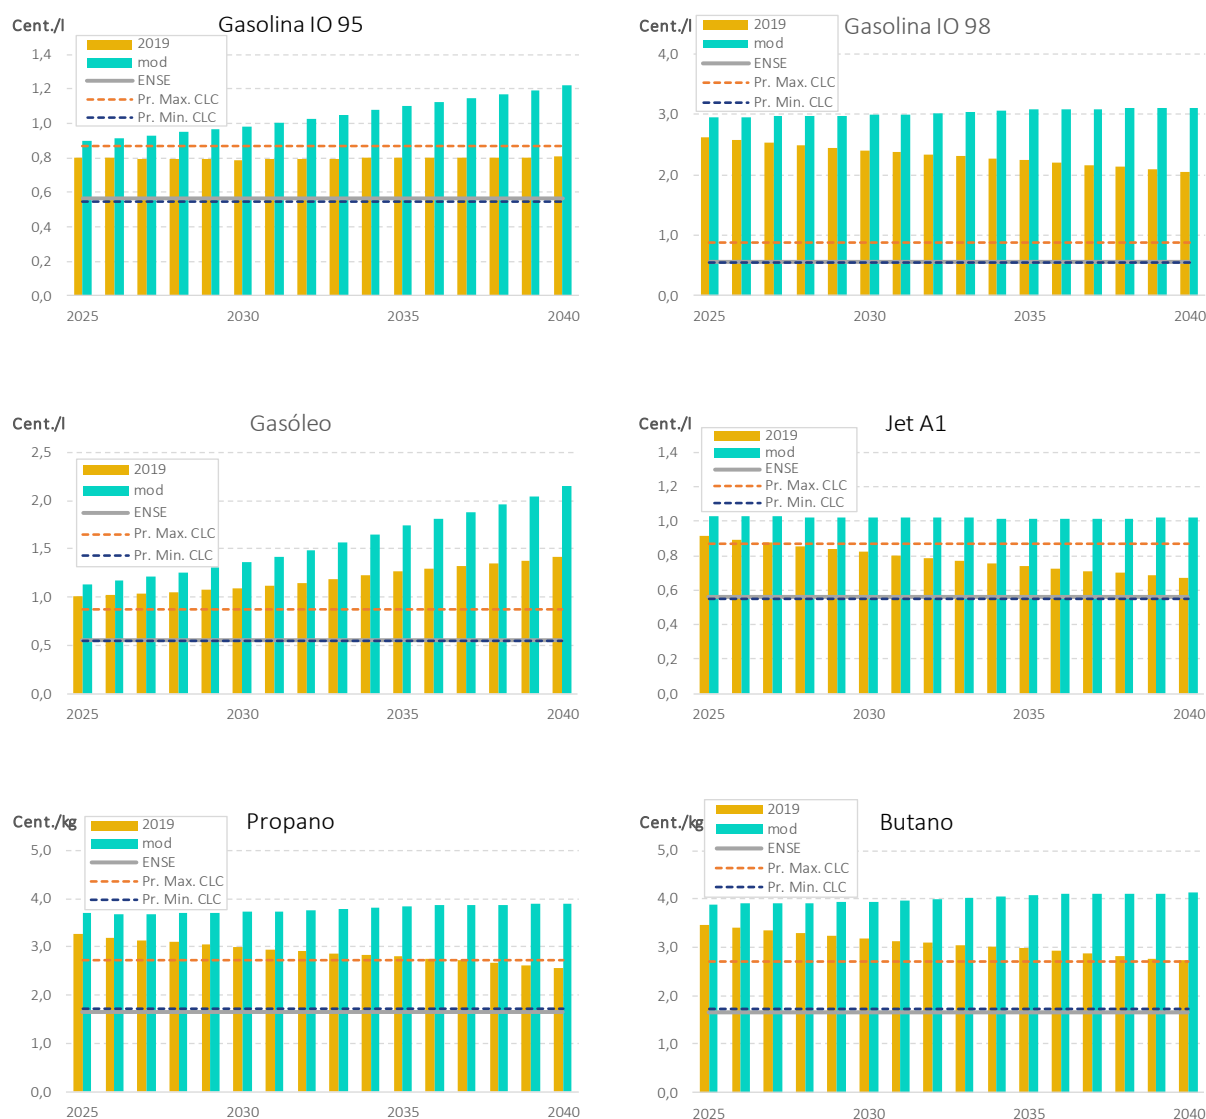 Cent./l
Gasolina IO 95
1,4
1,2
1,0
0,8
0,6
0,4
0,2
0,0
2019
mod
ENSE
Pr. Max. CLC
Pr. Min. CLC
2025
2030
2035
2040
Cent./l
Gasolina IO 98
4,0
3,0
2,0
1,0
0,0
2019
mod
ENSE
Pr. Max. CLC
Pr. Min. CLC
2025
2030
2035
2040
Cent./l
Gasóleo
2,5
2,0
1,5
1,0
0,5
0,0
2019
mod
ENSE
Pr. Max. CLC
Pr. Min. CLC
2025
2030
2035
2040
Cent./l
Jet A1
1,4
1,2
1,0
0,8
0,6
0,4
0,2
0,0
2019
mod
ENSE
Pr. Max. CLC
Pr. Min. CLC
2025
2030
2035
2040
Cent./kg
Propano
5,0
4,0
3,0
2,0
1,0
0,0
2019
mod
ENSE
Pr. Max. CLC
Pr. Min. CLC
2025
2030
2035
2040
Cent./kg
Butano
5,0
4,0
3,0
2,0
1,0
0,0
2019
mod
ENSE
Pr. Max. CLC
Pr. Min. CLC
2025
2030
2035
2040